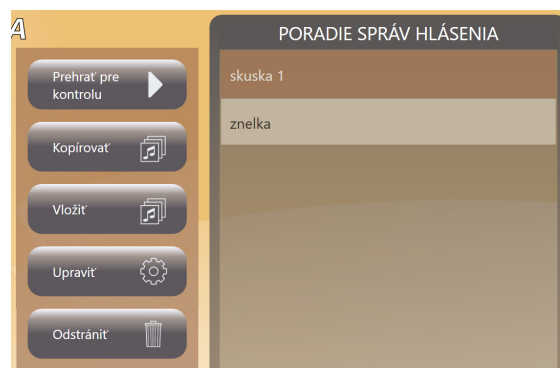 A
PORADIE SPRÁV HLÁSENIA
Prehrať pre
kontrolu
Kopírovať
Vložiť
Upraviť
Odstrániť
skuska 1
znelka